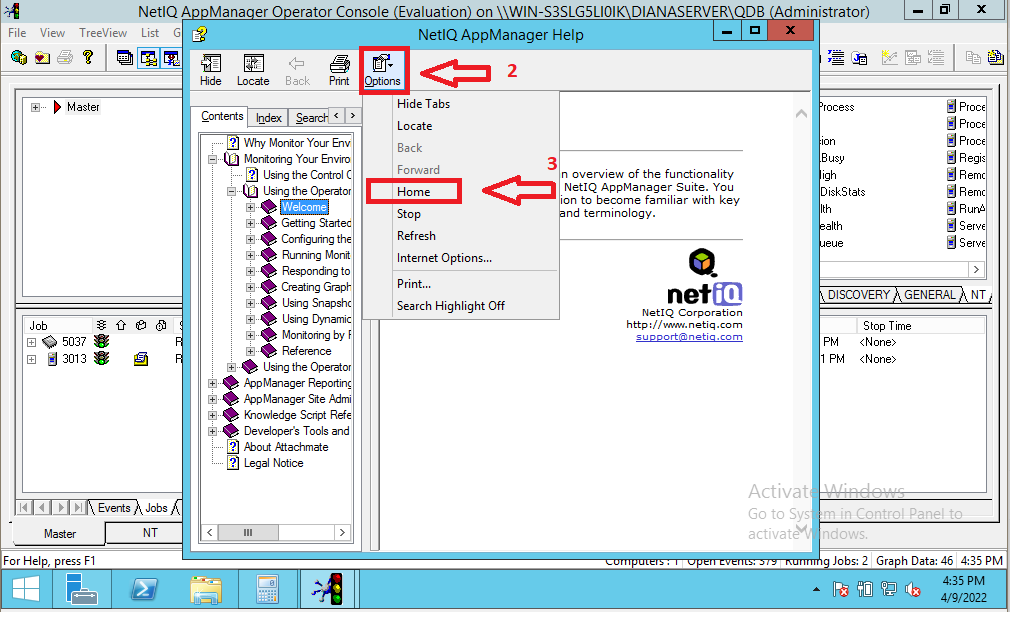 NetIQ AppManager Operator Console (Evaluation) on \\WIN-S3SLG5LI0IK\DIANASERVER\QDB (Administrator)
File View TreeView List G
NetIQ AppManager Help
Hide Locate Back Print Options
2
Contents Index Search
Hide Tabs
Locate
Back
Forward
Home
3
Stop
Refresh
Internet Options...
Print...
Search Highlight Off
Master
Why Monitor Your Envi
Monitoring Your Enviro
Using the Control C
Using the Operator
Welcome
Getting Started
Configuring the
Running Monit
Responding to
Creating Graph
Using Snapsho
Using Dynamic
Monitoring by F
Reference
Using the Operator
AppManager Reporting
AppManager Site Admi
Knowledge Script Refe
Developer's Tools and
About Attachmate
Legal Notice
n overview of the functionality
NetIQ AppManager Suite. You
ion to become familiar with key
and terminology.
netiQ
NetIQ Corporation
http://www.netiq.com
support@netiq.com
Process
sion
.Busy
ligh
DiskStats
lth
ealth
ueue
Proce
Proce
Proce
Regis
Remo
Remo
RunA
Serve
Serve
DISCOVERY GENERAL NT
Job S
5037 R
3013 R
Stop Time
PM <None>
1 PM <None>
Events Jobs
Master NT
Activate Windows
Go to System in Control Panel to
activate Windows.
For Help, press F1
Computers : 1 Open Events: 379 Running Jobs: 2 Graph Data: 46 4:35 PM
4:35 PM
4/9/2022